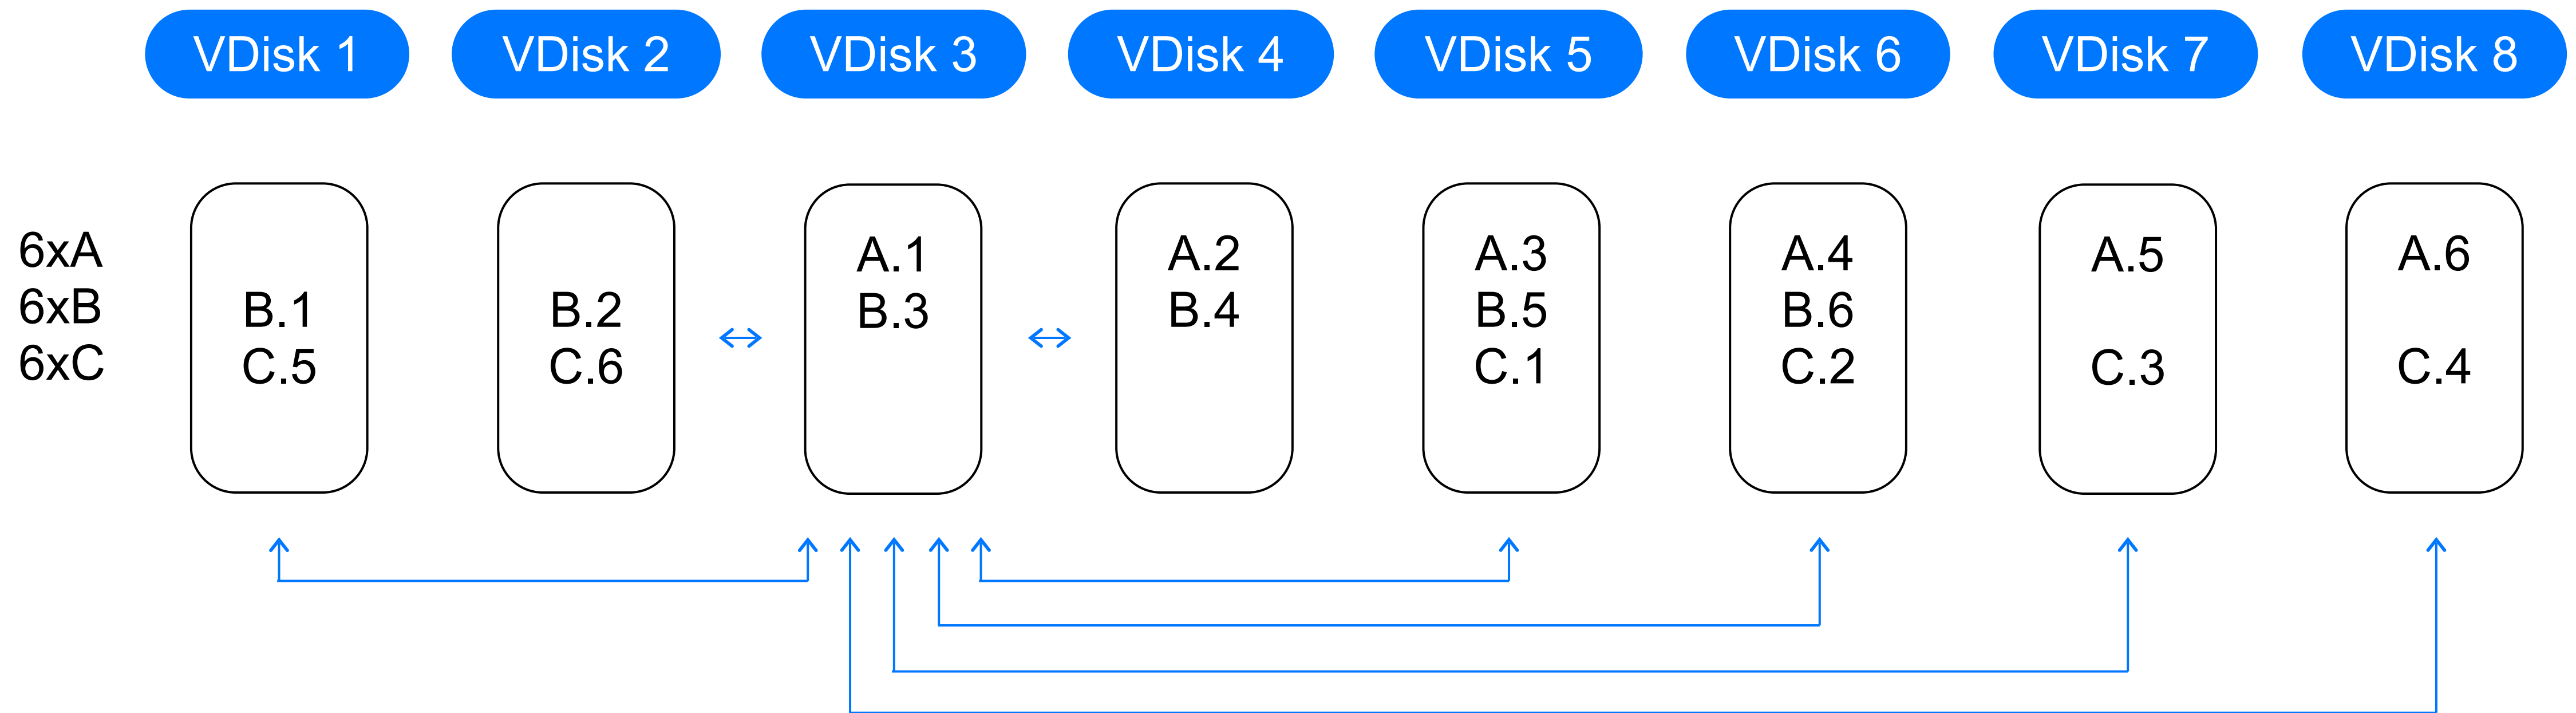 VDisk 1 VDisk 2 VDisk 3 VDisk 4 VDisk 5 VDisk 6 VDisk 7 VDisk 8
6xA A.1 A.2 A.3 A.4 A.5 A.6
6xB B.1 B.2 B.3 B.4 B.5 B.6
6xC C.5 C.6 C.1 C.2 C.3 C.4